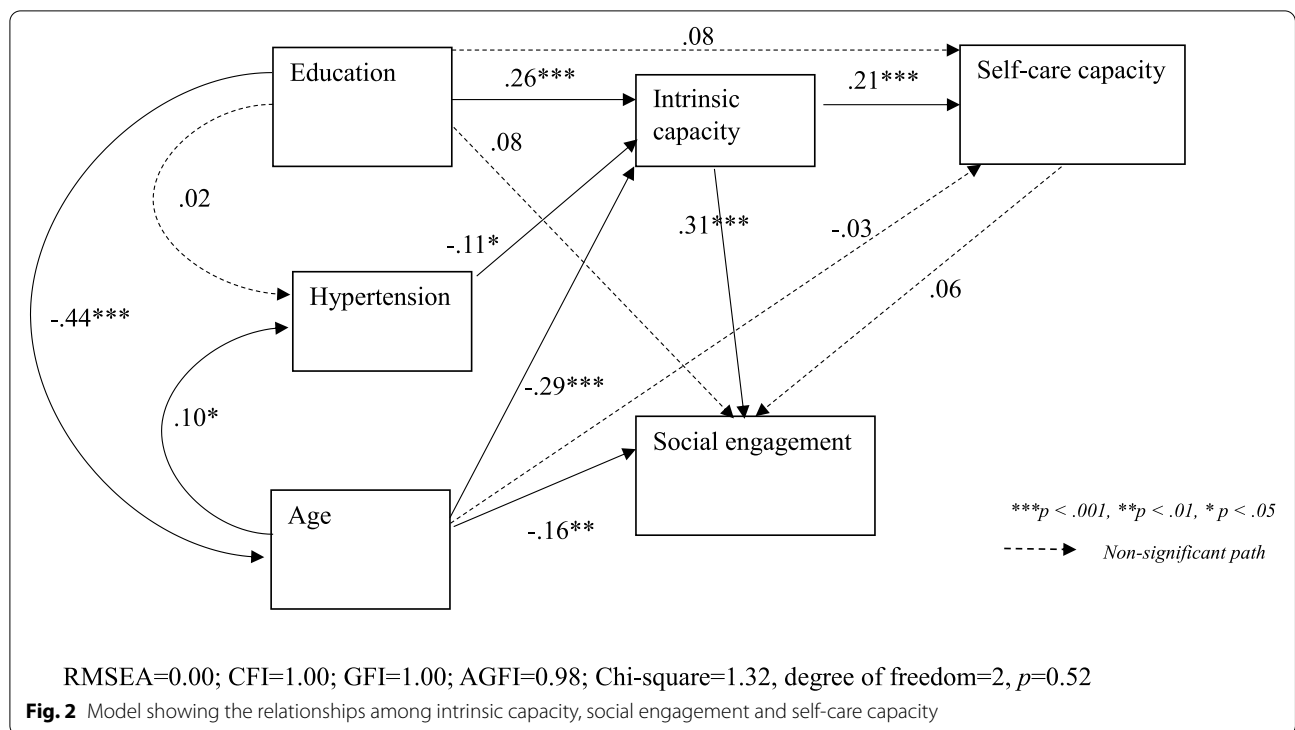 .08
Education
.26***
Intrinsic
capacity
.21***
Self-care capacity
.08
.02
.31***
-.03
-.11*
Hypertension
.06
-.44***
-.29***
.10*
Social engagement
Age
-.16**
***p < .001, **p < .01, * p < .05
Non-significant path
RMSEA=0.00; CFI=1.00; GFI=1.00; AGFI=0.98; Chi-square=1.32, degree of freedom=2, p=0.52
Fig. 2 Model showing the relationships among intrinsic capacity, social engagement and self-care capacity